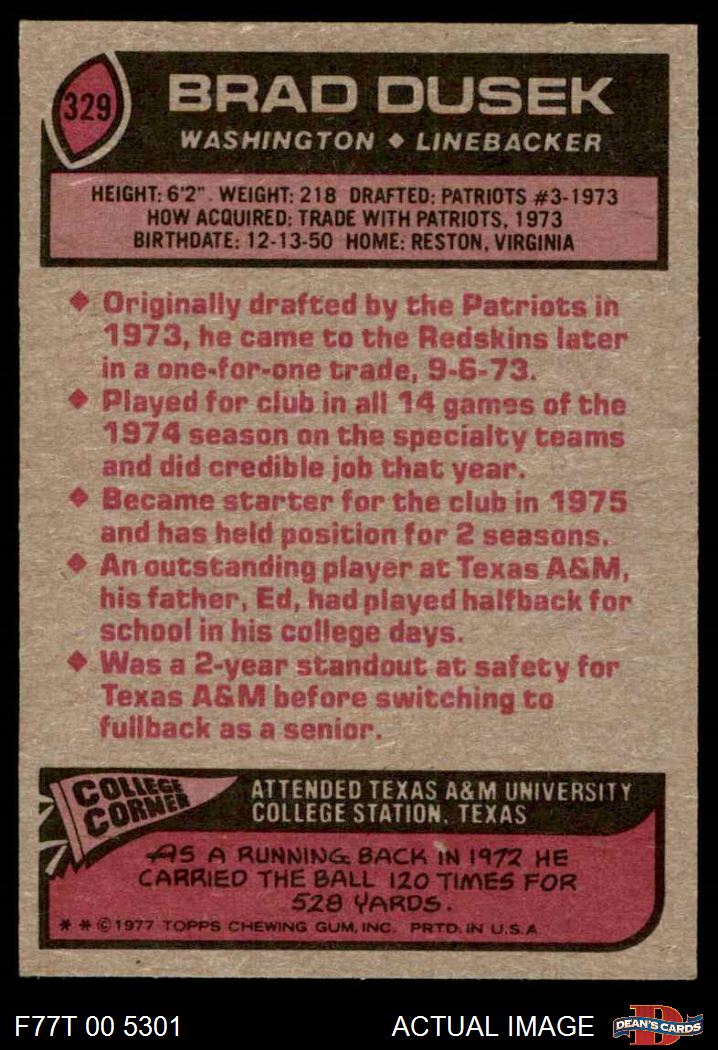 329
BRAD DUSEK
WASHINGTON ◆ LINEBACKER
HEIGHT: 6'2". WEIGHT: 218 DRAFTED: PATRIOTS #3-1973
HOW ACQUIRED: TRADE WITH PATRIOTS, 1973
BIRTHDATE: 12-13-50 HOME: RESTON, VIRGINIA
◆ Originally drafted by the Patriots in
1973, he came to the Redskins later
in a one-for-one trade, 9-6-73.
◆ Played for club in all 14 games of the
1974 season on the specialty teams
and did credible job that year.
◆ Became starter for the club in 1975
and has held position for 2 seasons.
◆ An outstanding player at Texas A&M,
his father, Ed, had played halfback for
school in his college days.
◆ Was a 2-year standout at safety for
Texas A&M before switching to
fullback as a senior.
COLLEGE
CORNER
ATTENDED TEXAS A&M UNIVERSITY
COLLEGE STATION, TEXAS
AS A RUNNING BACK IN 1972 HE
CARRIED THE BALL 120 TIMES FOR
528 YARDS.
* * © 1977 TOPPS CHEWING GUM, INC. PRTD. IN U.S.A.
F77T 00 5301
ACTUAL IMAGE
D
DEAN'S CARDS